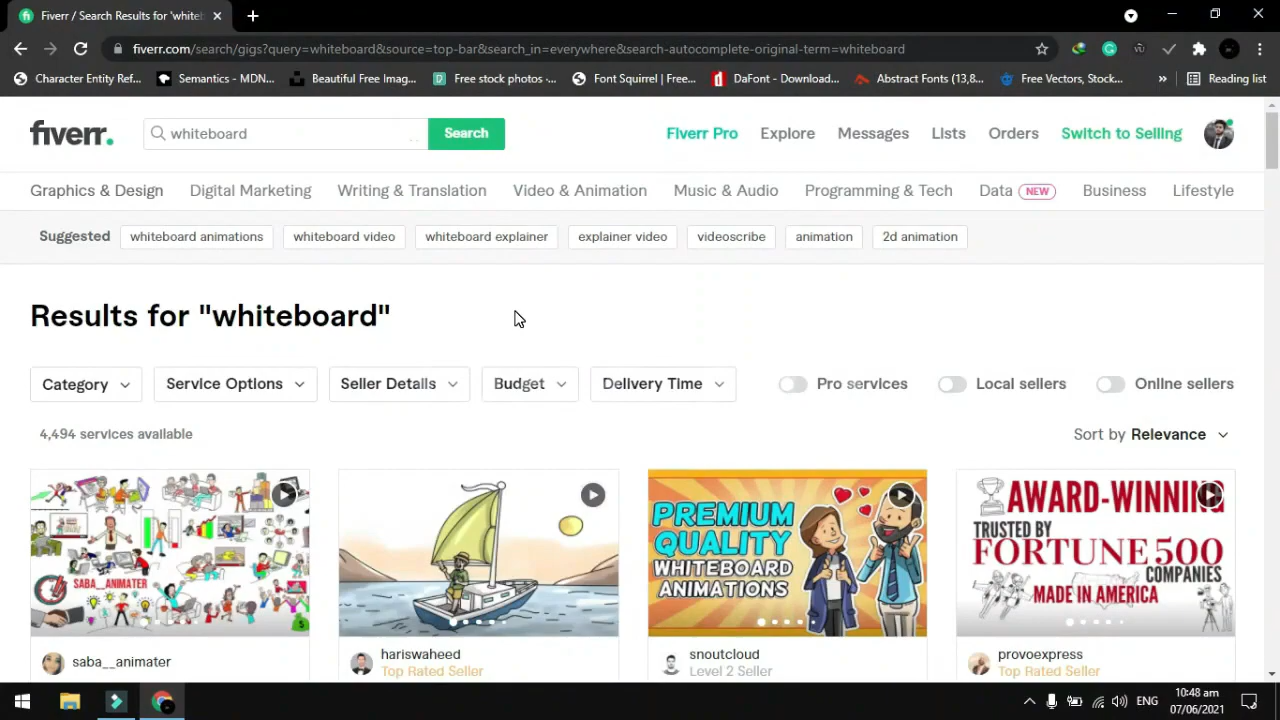 Fiverr / Search Results for 'white
fiverr.com/search/gigs?query=whiteboard&source=top-bar&search_in=everywhere&search-autocomplete-original-term=whiteboard
Character Entity Ref... Semantics - MDN... Beautiful Free Imag... Free stock photos ·... Font Squirrel | Free... DaFont - Download... Abstract Fonts (13,8... Free Vectors, Stock... » Reading list
fiverr. whiteboard Search Fiverr Pro Explore Messages Lists Orders Switch to Selling
Graphics & Design Digital Marketing Writing & Translation Video & Animation Music & Audio Programming & Tech Data NEW Business Lifestyle
Suggested whiteboard animations whiteboard video whiteboard explainer explainer video videoscribe animation 2d animation
Results for "whiteboard"
Category Service Options Seller Details Budget Delivery Time Pro services Local sellers Online sellers
4,494 services available Sort by Relevance
SABA__ANIMATER
PREMIUM
QUALITY
WHITEBOARD
ANIMATIONS
AWARD-WINNING
TRUSTED BY
FORTUNE 500
COMPANIES
MADE IN AMERICA
saba__animater
hariswaheed
Top Rated Seller
snoutcloud
Level 2 Seller
provoexpress
Top Rated Seller
ENG
10:48 am
07/06/2021